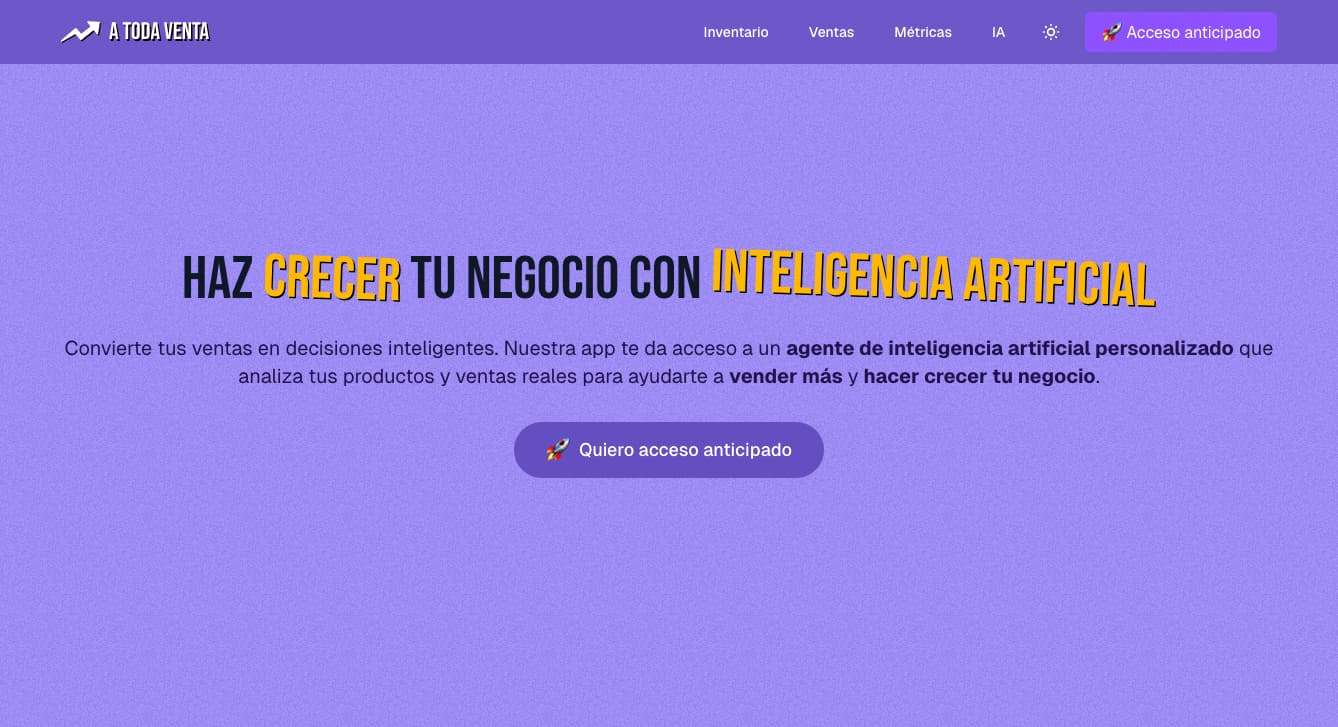 A TODA VENTA
Inventario
Ventas
Métricas
IA
🚀 Acceso anticipado
HAZ CRECER TU NEGOCIO CON INTELIGENCIA ARTIFICIAL
Convierte tus ventas en decisiones inteligentes. Nuestra app te da acceso a un agente de inteligencia artificial personalizado que
analiza tus productos y ventas reales para ayudarte a vender más y hacer crecer tu negocio.
🚀 Quiero acceso anticipado